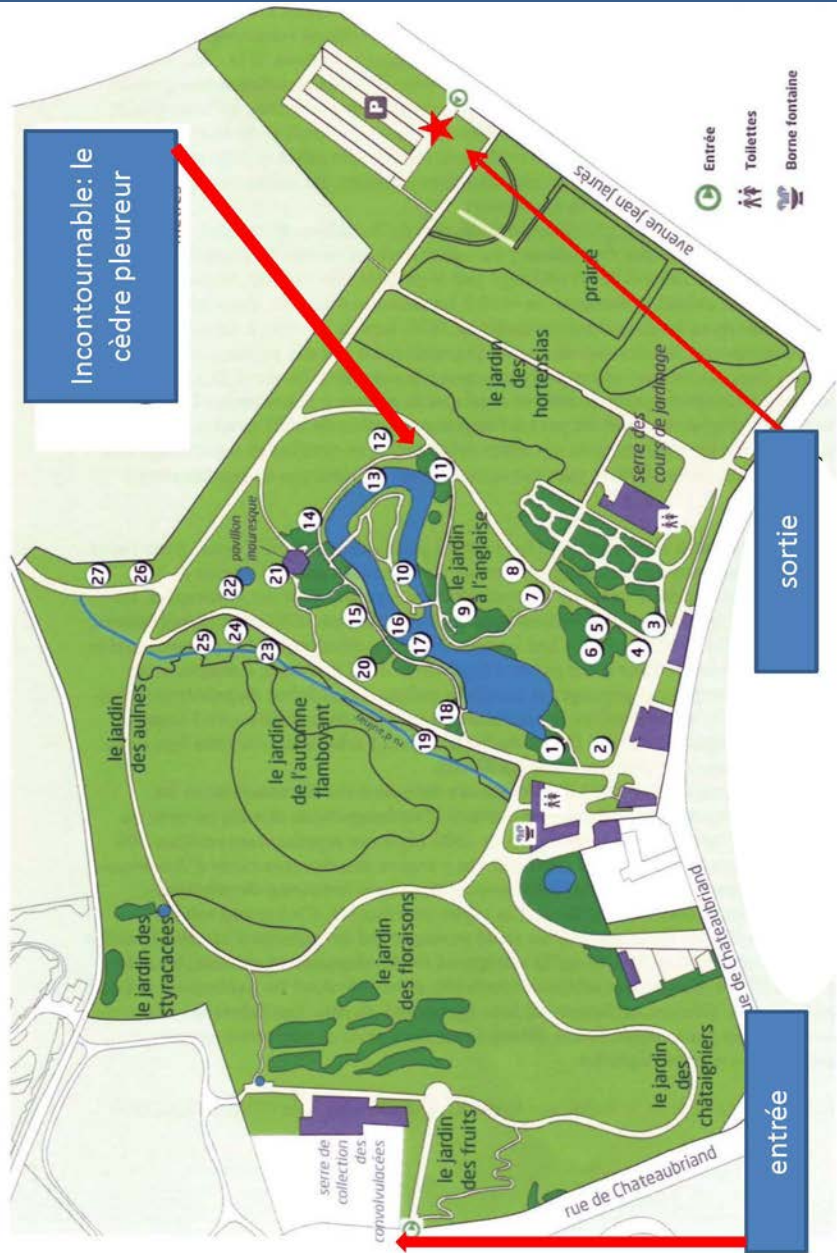 Incontournable: le
cèdre pleureur
mètres
P
Entrée
Toilettes
Borne fontaine
avenue Jean Jaurès
prairie
le jardin
des
hortensias
serre des
cours de jardinage
sortie
12
13
11
14
pavillon
mauresque
21
22
10
le jardin
à l'anglaise
8
7
9
15
16
17
20
5
6
3
4
27
26
25
24
23
18
19
ru d'aulnay
1
2
le jardin
des aulnes
le jardin
de l'automne
flamboyant
le jardin des
styracacées
le jardin
des floraisons
rue de Chateaubriand
le jardin
des
châtaigniers
serre de
collection
des
convolvulacées
le jardin
des fruits
rue de Chateaubriand
entrée